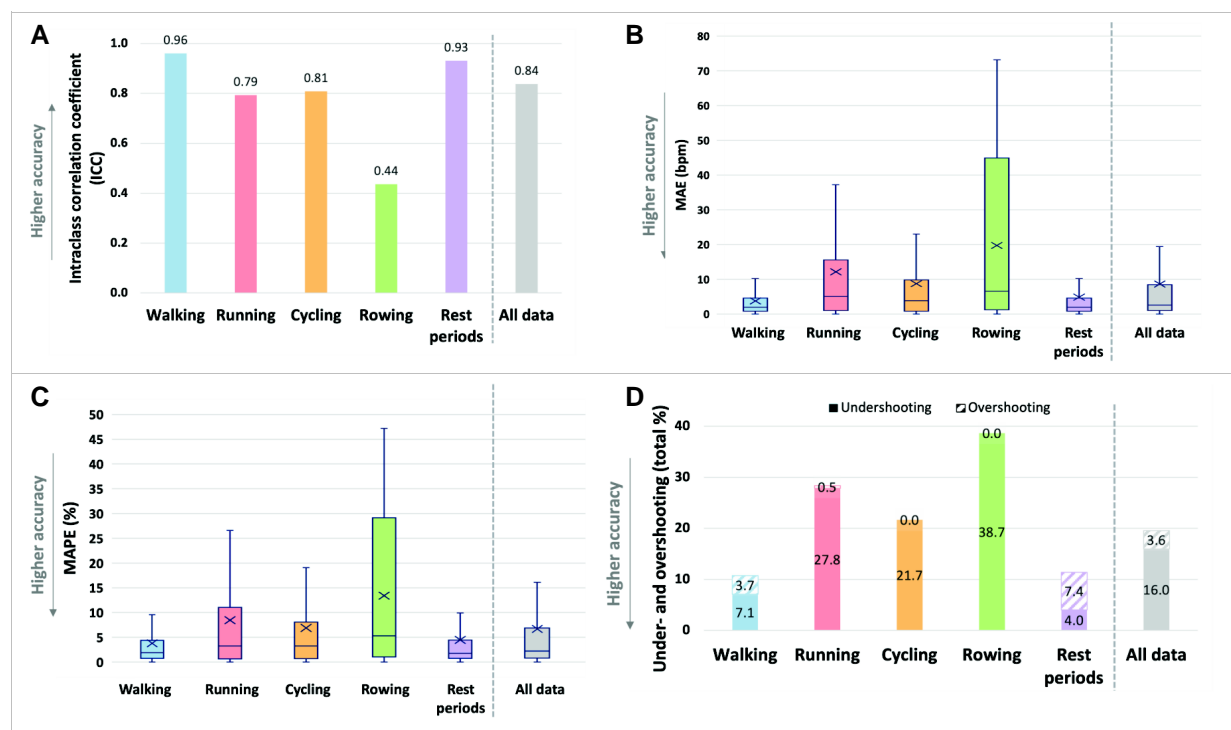 A
Higher accuracy
Intraclass correlation coefficient
(ICC)
1.0
0.8
0.6
0.4
0.2
0.0
0.96
0.79
0.81
0.44
0.93
0.84
Walking
Running
Cycling
Rowing
Rest
periods
All data
B
Higher accuracy
MAE (bpm)
80
70
60
50
40
30
20
10
0
Walking
Running
Cycling
Rowing
Rest
periods
All data
C
Higher accuracy
MAPE (%)
50
45
40
35
30
25
20
15
10
5
0
Walking
Running
Cycling
Rowing
Rest
periods
All data
D
Higher accuracy
Under- and overshooting (total %)
Undershooting
Overshooting
40
30
20
10
0
3.7
7.1
0.5
27.8
0.0
21.7
0.0
38.7
7.4
4.0
3.6
16.0
Walking
Running
Cycling
Rowing
Rest
periods
All data